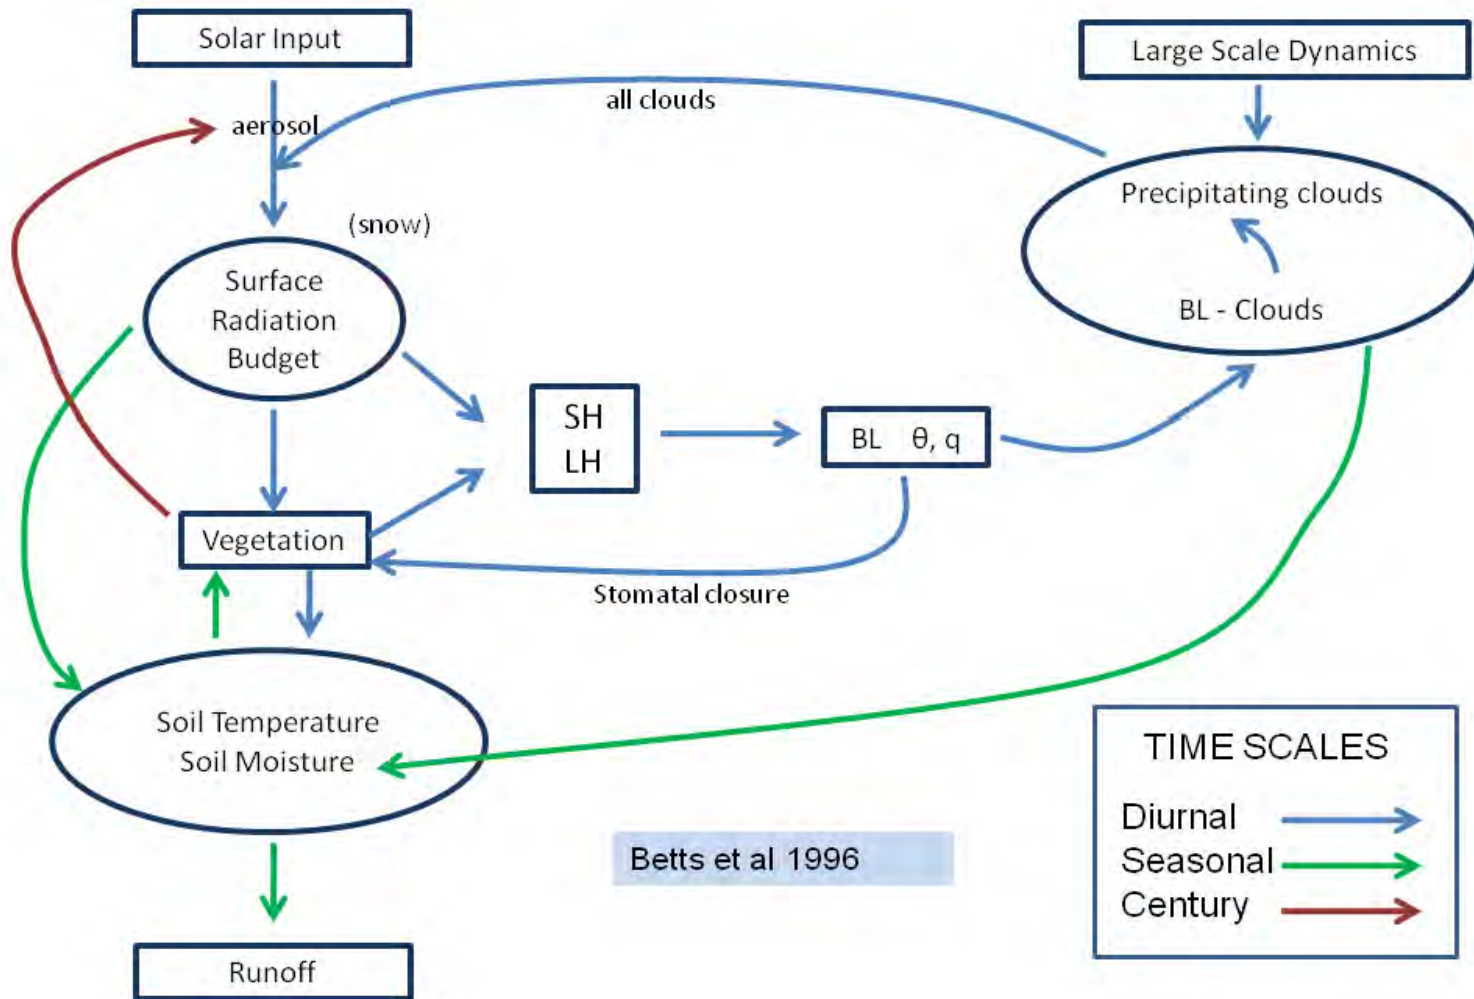 Solar Input
Large Scale Dynamics
all clouds
aerosol
Precipitating clouds
(snow)
Surface
Radiation
Budget
BL - Clouds
SH
LH
BL θ, q
Vegetation
Stomatal closure
Soil Temperature
Soil Moisture
TIME SCALES
Diurnal
Seasonal
Century
Betts et al 1996
Runoff